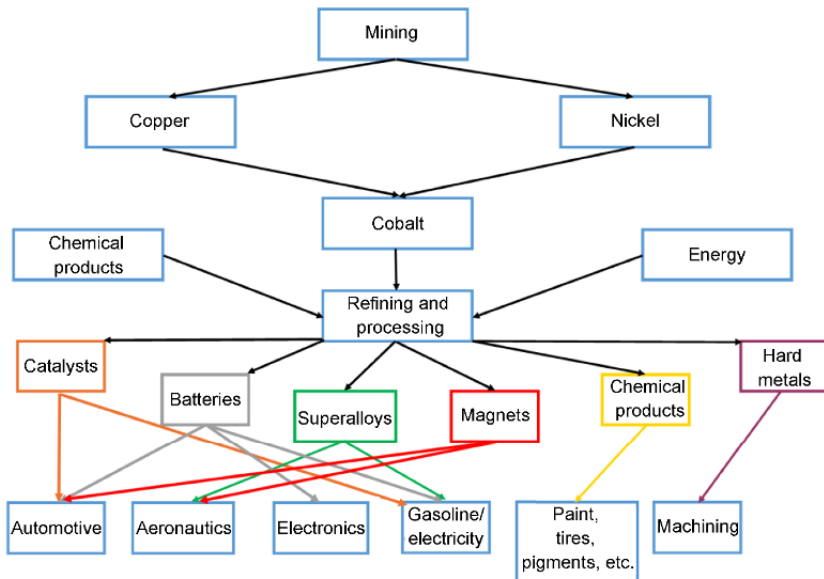 Mining
Copper
Nickel
Cobalt
Chemical
products
Energy
Refining and
processing
Catalysts
Hard
metals
Batteries
Superalloys
Magnets
Chemical
products
Automotive
Aeronautics
Electronics
Gasoline/
electricity
Paint,
tires,
pigments, etc.
Machining